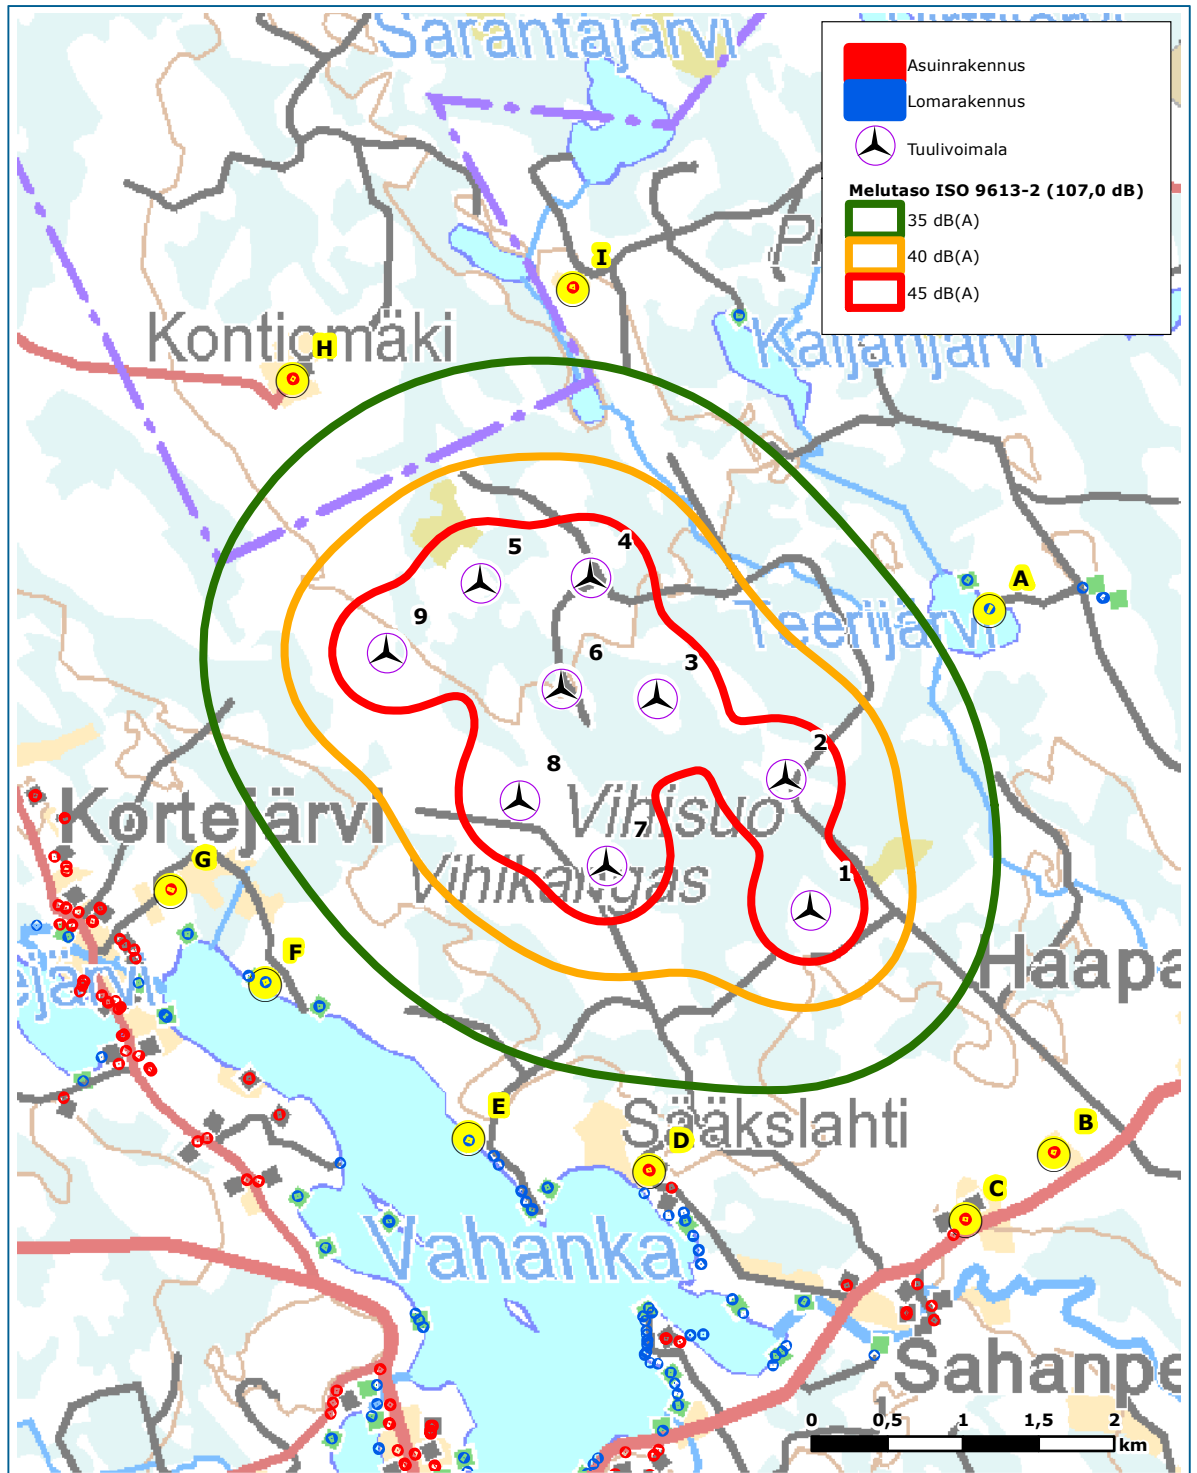 Sarantajärvi
Asuinrakennus
Lomarakennus
Tuulivoimala
Melutaso ISO 9613-2 (107,0 dB)
35 dB(A)
40 dB(A)
45 dB(A)
I
Kontiomäki
H
Kaijanjärvi
4
5
A
9
Teerijärvi
6
3
2
8
Kortejärvi
Vihisuo
7
G
Vihikangas
1
F
Haapa
ejärvi
E
Sääkslahti
B
D
C
Vahanka
Sahanpe
0 0,5 1 1,5 2
km